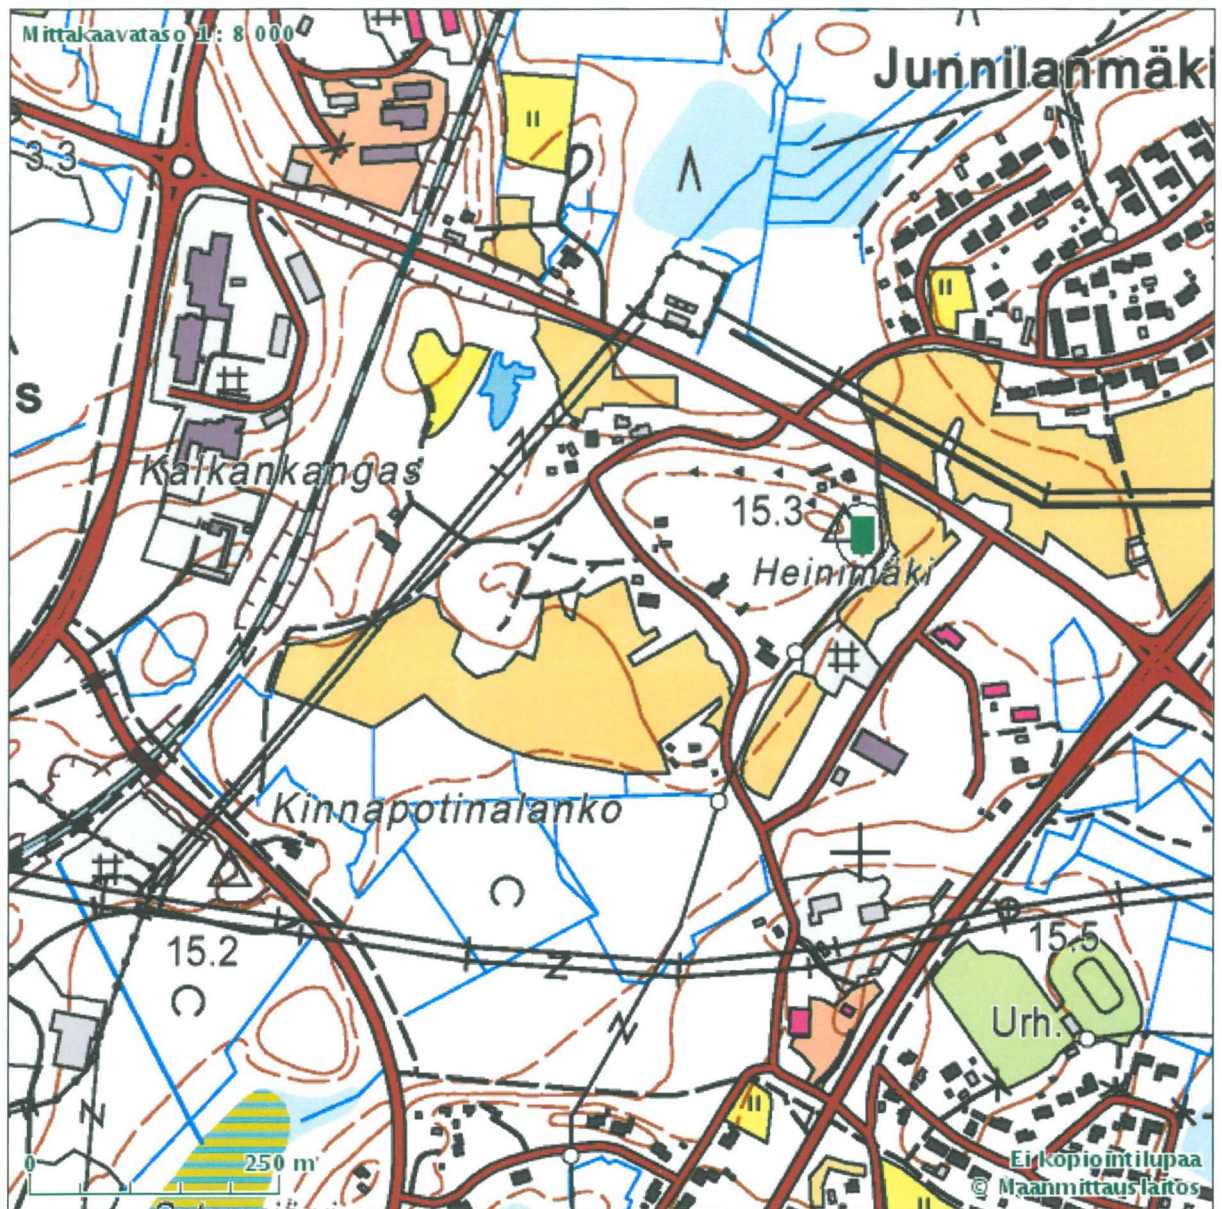 Mittakaavataso 1 : 8 000
Junnilanmäki
3.3
s
Kalkankangas
15.3
Heinimäki
Kinnapotinalanko
15.2
15.5
Urh.
0
250 m
Ei kopiointilupaa
© Maanmittauslaitos